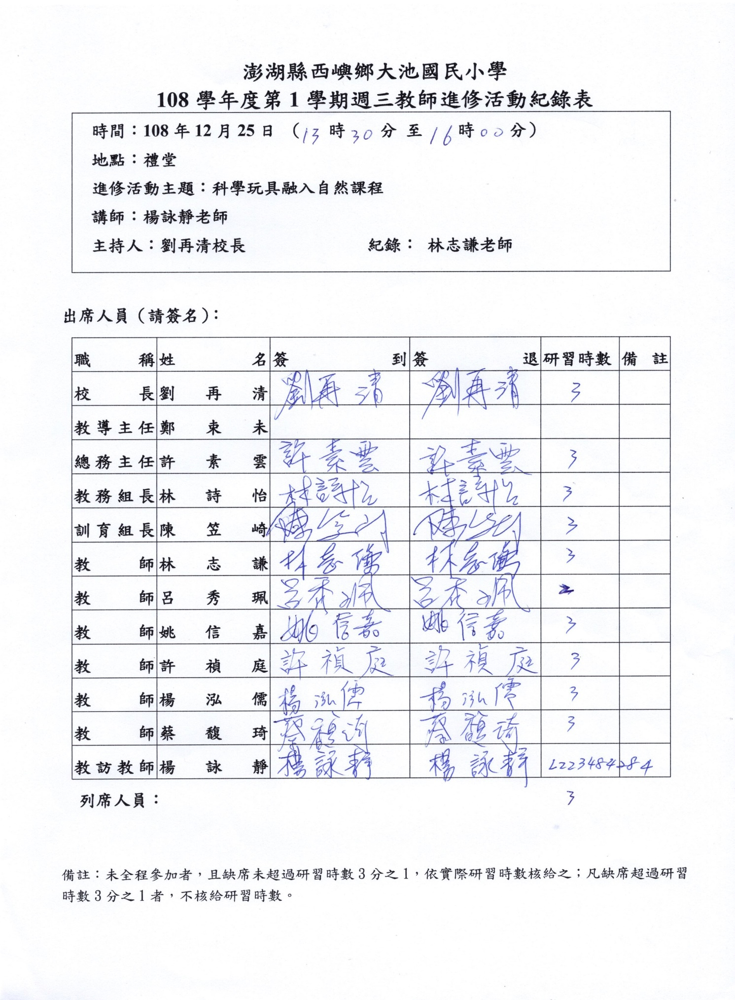 澎湖縣西嶼鄉大池國民小學
108 學年度第 1 學期週三教師進修活動紀錄表
時間：108 年 12 月 25 日 （13 時 30 分 至 16 時 00 分）
地點：禮堂
進修活動主題：科學玩具融入自然課程
講師：楊詠靜老師
主持人：劉再清校長 紀錄： 林志謙老師
出席人員（請簽名）：
職稱 姓名 簽到 簽退 研習時數 備註
校長 劉再清 劉再清 劉再清 3
教導主任 鄭束未
總務主任 許素雲 許素雲 許素雲 3
教務組長 林詩怡 林詩怡 林詩怡 3
訓育組長 陳笠崎 陳笠崎 陳笠崎 3
教師 林志謙 林志謙 林志謙 3
教師 呂秀珮 呂秀珮 呂秀珮 2
教師 姚信嘉 姚信嘉 姚信嘉 3
教師 許禎庭 許禎庭 許禎庭 3
教師 楊泓儒 楊泓儒 楊泓儒 3
教師 蔡馥琦 蔡馥琦 蔡馥琦 3
教訪教師 楊詠靜 楊詠靜 楊詠靜 L223484284
列席人員： 3
備註：未全程參加者，且缺席未超過研習時數 3 分之 1，依實際研習時數核給之；凡缺席超過研習
時數 3 分之 1 者，不核給研習時數。